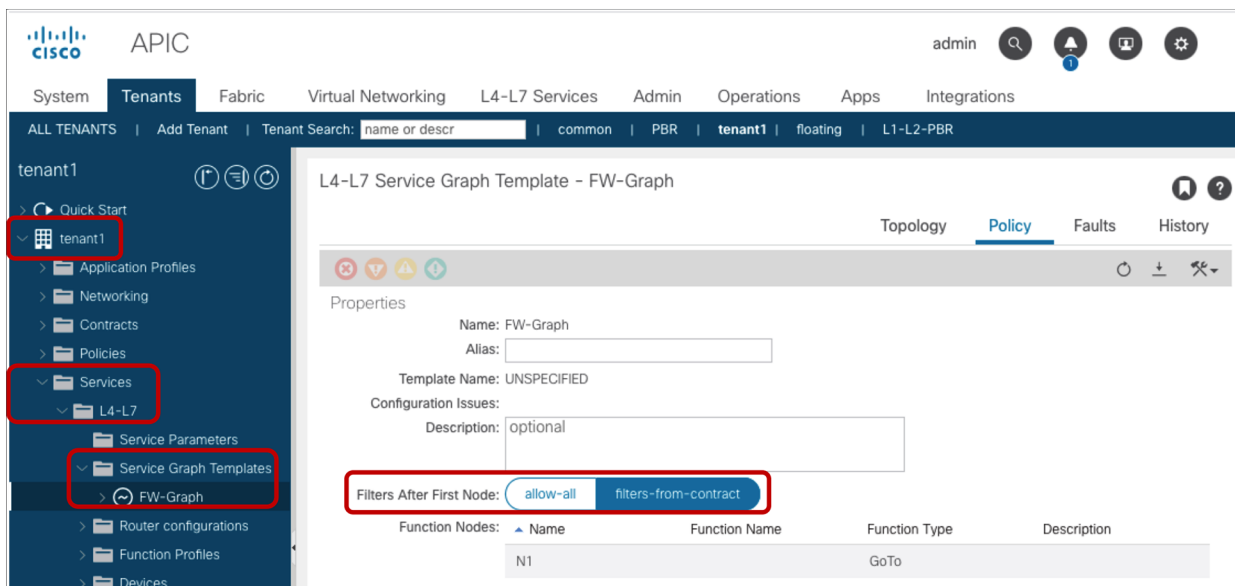 cisco APIC admin
1
System Tenants Fabric Virtual Networking L4-L7 Services Admin Operations Apps Integrations
ALL TENANTS | Add Tenant | Tenant Search: name or descr | common | PBR | tenant1 | floating | L1-L2-PBR
tenant1
Quick Start
tenant1
Application Profiles
Networking
Contracts
Policies
Services
L4-L7
Service Parameters
Service Graph Templates
FW-Graph
Router configurations
Function Profiles
Devices
L4-L7 Service Graph Template - FW-Graph
Topology Policy Faults History
Properties
Name: FW-Graph
Alias:
Template Name: UNSPECIFIED
Configuration Issues:
Description: optional
Filters After First Node: allow-all filters-from-contract
Function Nodes: Name Function Name Function Type Description
N1 GoTo